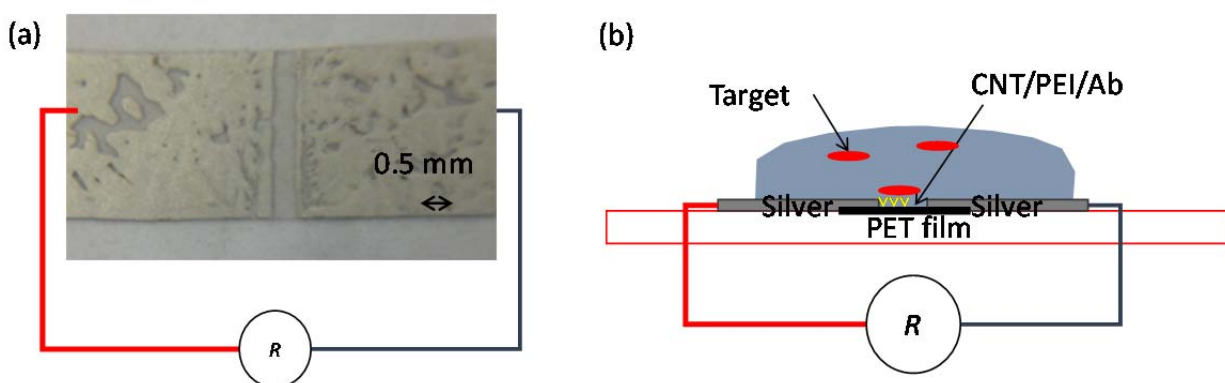 (a)
0.5 mm
R
(b)
Target
CNT/PEI/Ab
Silver
Silver
PET film
R